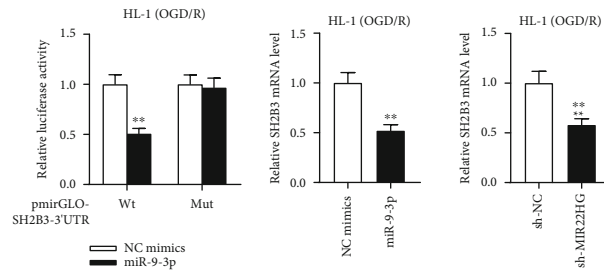 HL-1 (OGD/R)
Relative luciferase activity
1.5
1.0
0.5
0.0
**
pmirGLO-
SH2B3-3'UTR
Wt
Mut
NC mimics
miR-9-3p
HL-1 (OGD/R)
Relative SH2B3 mRNA level
1.5
1.0
0.5
0.0
**
NC mimics
miR-9-3p
HL-1 (OGD/R)
Relative SH2B3 mRNA level
1.5
1.0
0.5
0.0
**
**
sh-NC
sh-MIR22HG